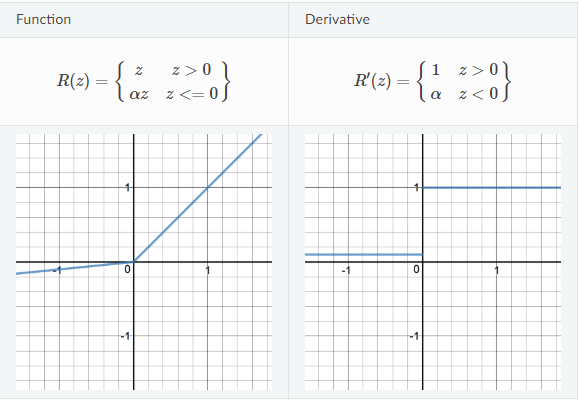 Function Derivative
R(z) = { z z > 0 } R′(z) = { 1 z > 0 }
{ αz z <= 0 } { α z < 0 }
1 1
-1 0 1 -1 0 1
-1 -1